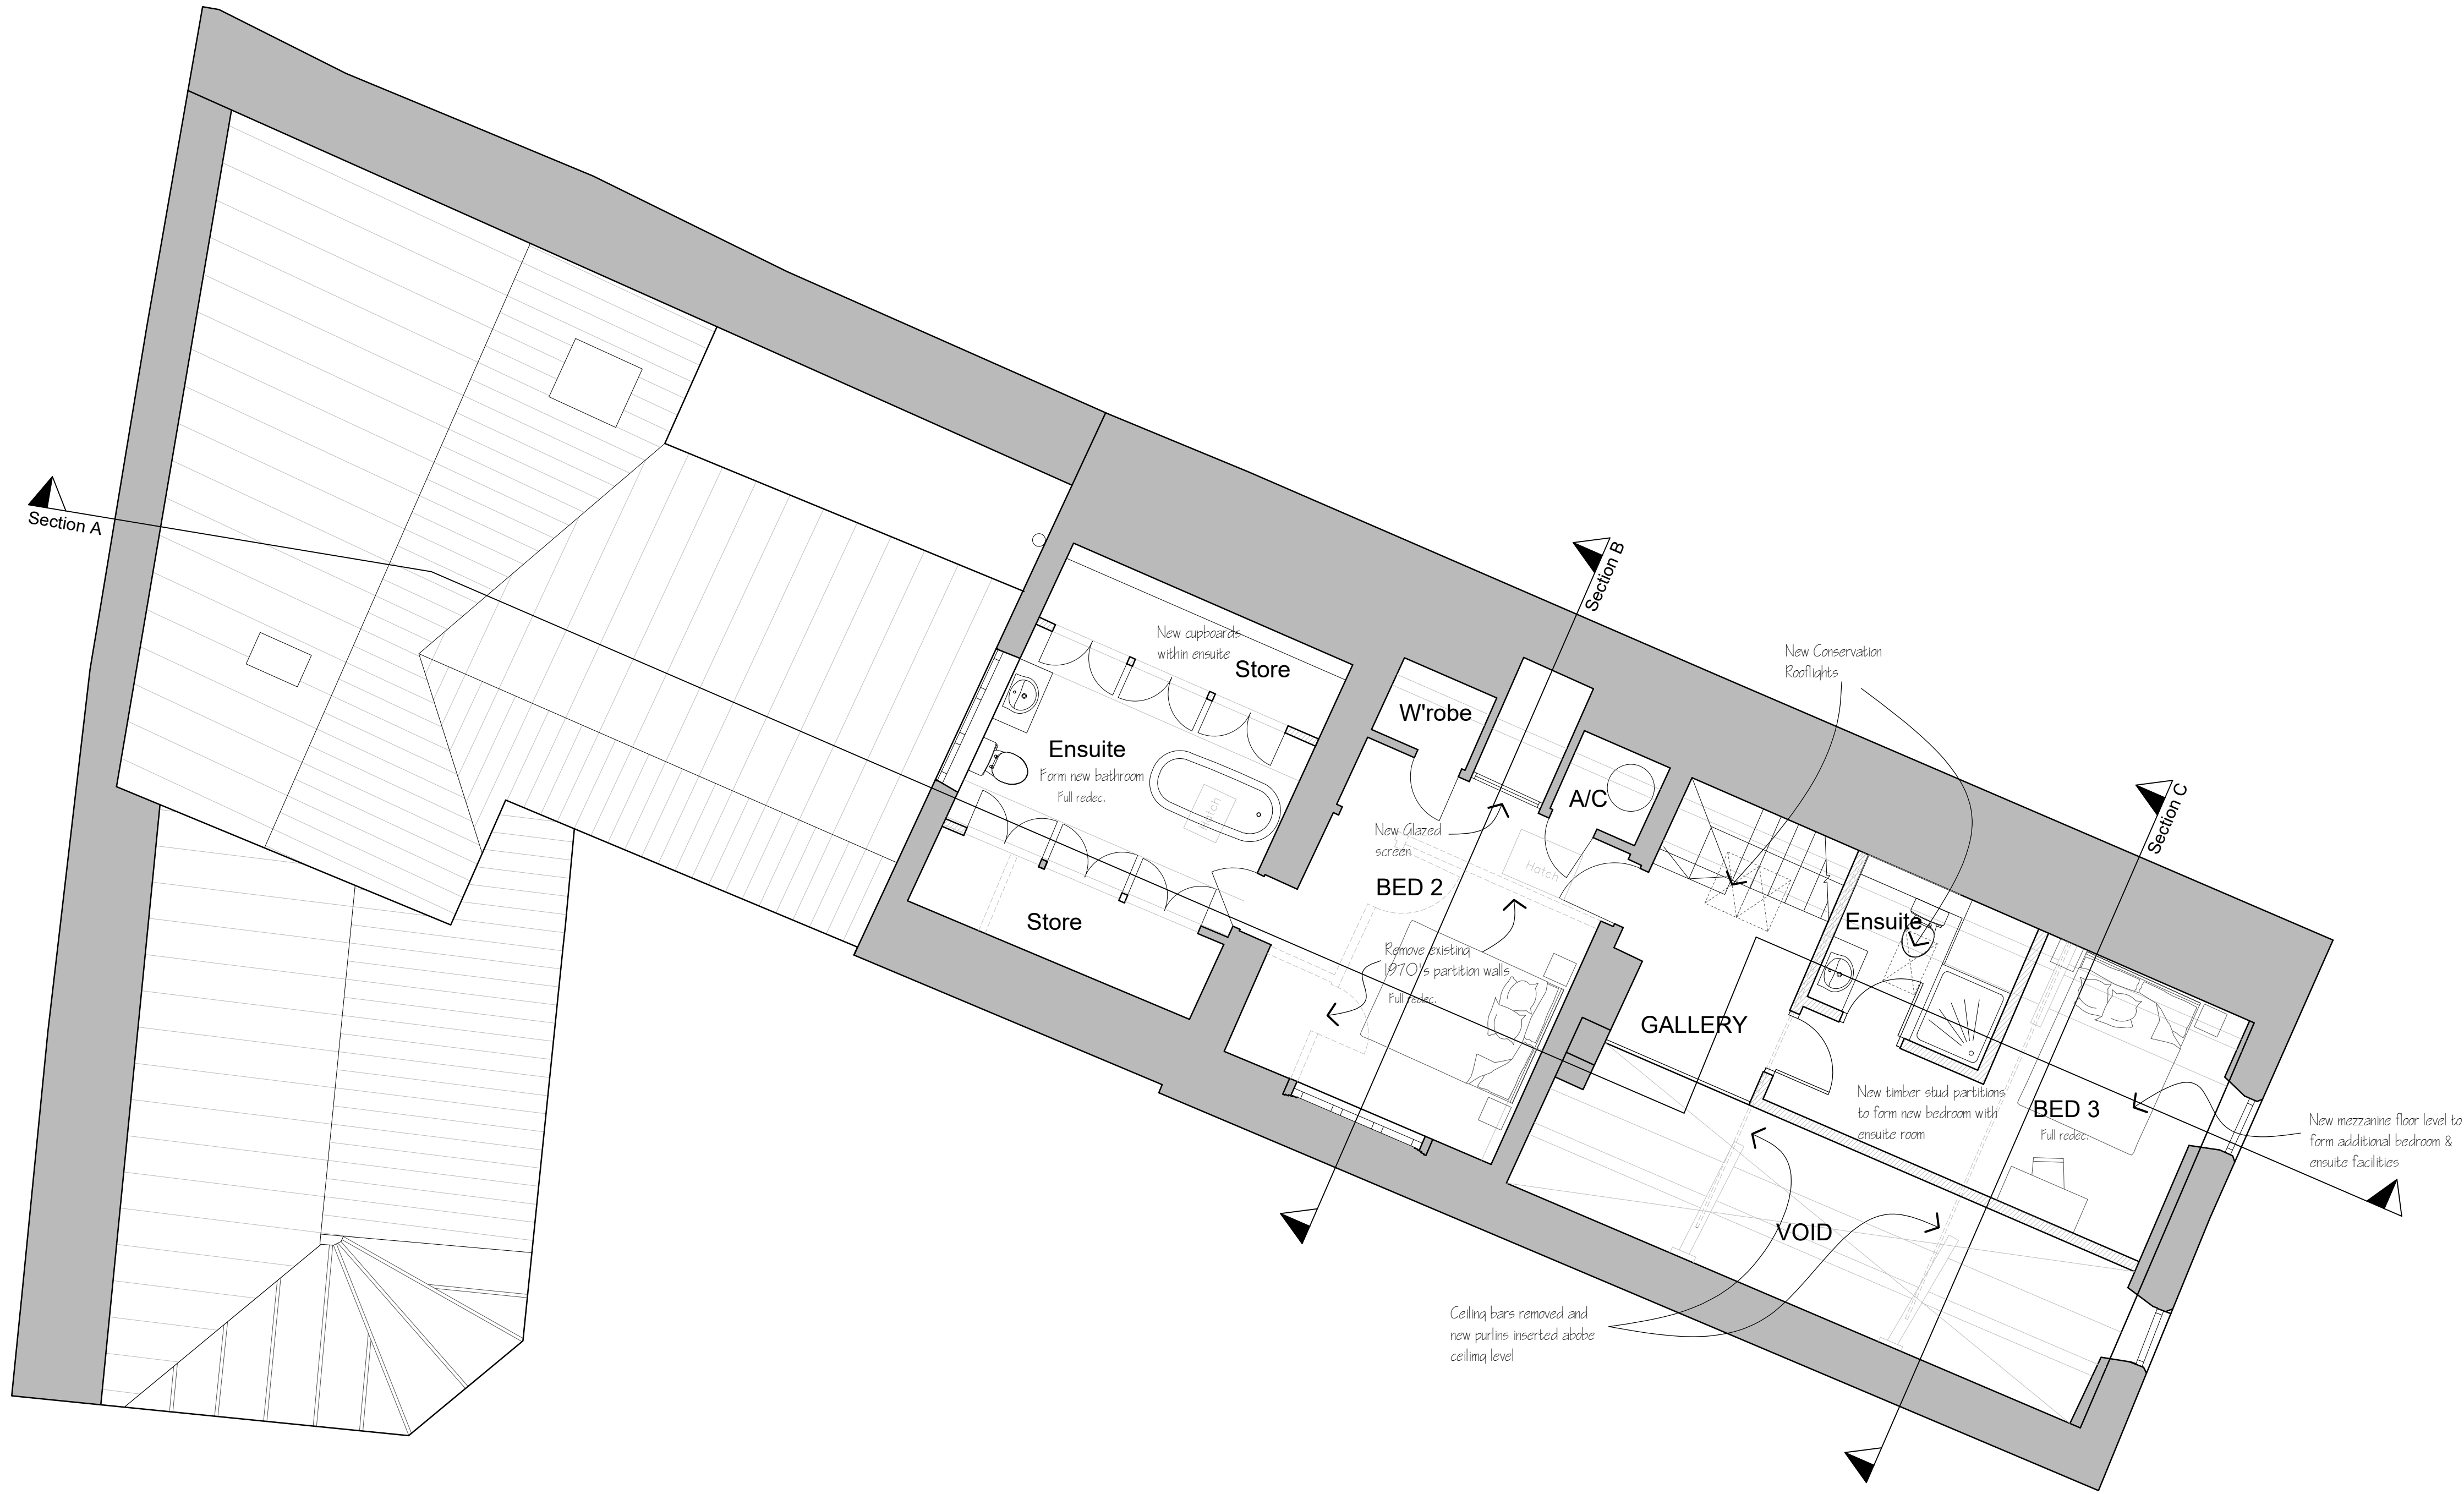 Section A
New cupboards
within ensuite
Store
Ensuite
Form new bathroom
Full redec.
Hatch
Store
Section B
W'robe
A/C
New Glazed
screen
Hatch
BED 2
Remove existing
1970's partition walls
Full redec.
New Conservation
Rooflights
Section C
Ensuite
GALLERY
New timber stud partitions
to form new bedroom with
ensuite room
BED 3
Full redec.
New mezzanine floor level to
form additional bedroom &
ensuite facilities
VOID
Ceiling bars removed and
new purlins inserted abobe
ceilimg level